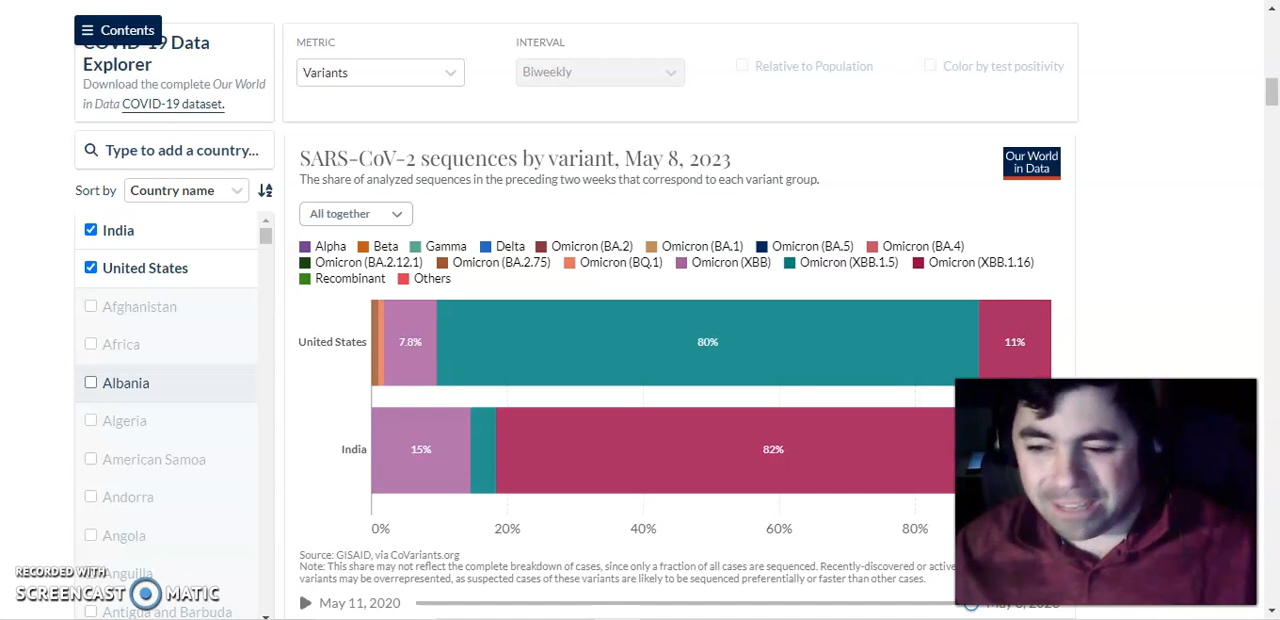 Contents
COVID-19 Data
Explorer
Download the complete Our World
in Data COVID-19 dataset.
METRIC
INTERVAL
Variants
Biweekly
Relative to Population
Color by test positivity
Type to add a country...
Sort by Country name
India
United States
Afghanistan
Africa
Albania
Algeria
American Samoa
Andorra
Angola
Anguilla
Antigua and Barbuda
SARS-CoV-2 sequences by variant, May 8, 2023
The share of analyzed sequences in the preceding two weeks that correspond to each variant group.
Our World
in Data
All together
Alpha Beta Gamma Delta Omicron (BA.2) Omicron (BA.1) Omicron (BA.5) Omicron (BA.4)
Omicron (BA.2.12.1) Omicron (BA.2.75) Omicron (BQ.1) Omicron (XBB) Omicron (XBB.1.5) Omicron (XBB.1.16)
Recombinant Others
United States 7.8% 80% 11%
India 15% 82%
0% 20% 40% 60% 80%
Source: GISAID, via CoVariants.org
Note: This share may not reflect the complete breakdown of cases, since only a fraction of all cases are sequenced. Recently-discovered or
variants may be overrepresented, as suspected cases of these variants are likely to be sequenced preferentially or faster than other cases.
May 11, 2020
RECORDED WITH
SCREENCAST MATIC